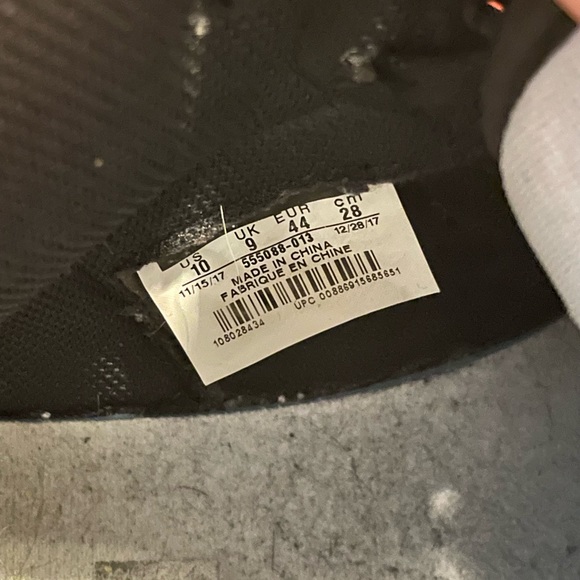 US UK EUR cm
10 9 44 28
11/15/17 555088-013 12/28/17
MADE IN CHINA
FABRIQUE EN CHINE
108028434 UPC 00886915685651